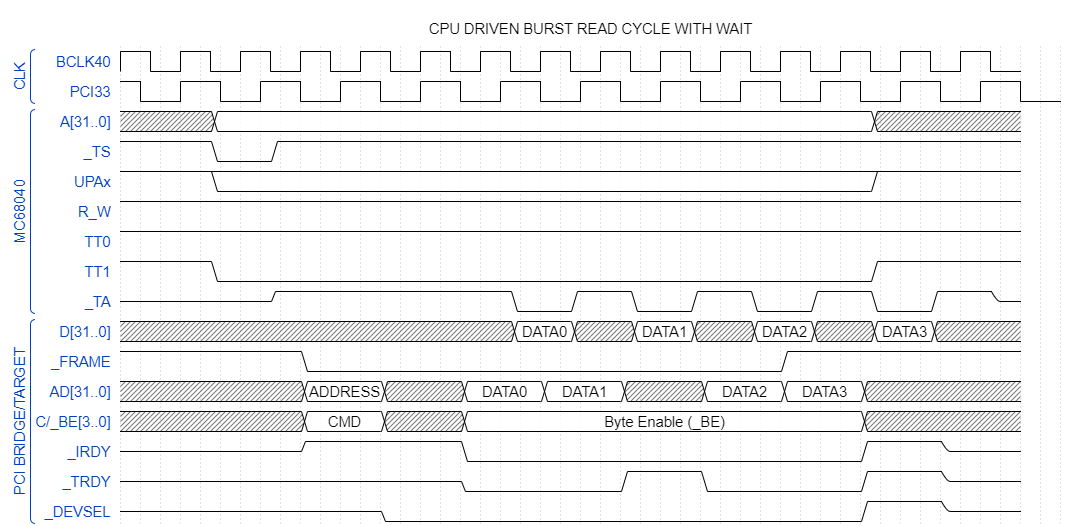 CPU DRIVEN BURST READ CYCLE WITH WAIT
CLK
BCLK40
PCI33
MC68040
A[31..0]
_TS
UPAx
R_W
TT0
TT1
_TA
PCI BRIDGE/TARGET
D[31..0] DATA0 DATA1 DATA2 DATA3
_FRAME
AD[31..0] ADDRESS DATA0 DATA1 DATA2 DATA3
C/_BE[3..0] CMD Byte Enable (_BE)
_IRDY
_TRDY
_DEVSEL